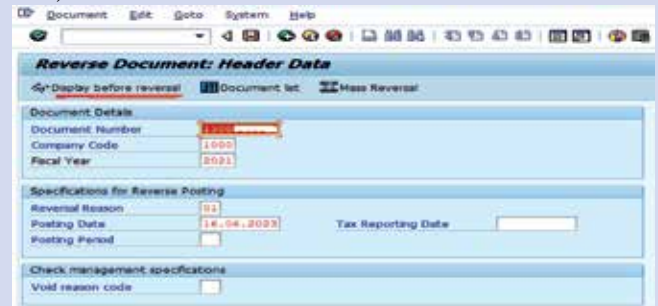 Document Edit Goto System Help
Reverse Document: Header Data
Display before reversal Document list Mass Reversal
Document Details
Document Number
Company Code 1000
Fiscal Year 2021
Specifications for Reverse Posting
Reversal Reason 01
Posting Date 16.04.2023 Tax Reporting Date
Posting Period
Check management specifications
Void reason code